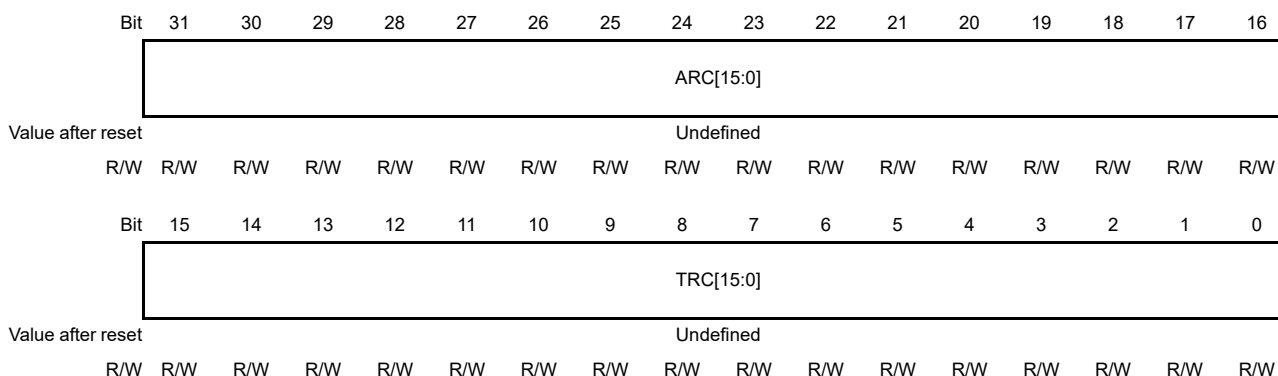 Bit 31 30 29 28 27 26 25 24 23 22 21 20 19 18 17 16
ARC[15:0]
Value after reset Undefined
R/W R/W R/W R/W R/W R/W R/W R/W R/W R/W R/W R/W R/W R/W R/W R/W R/W
Bit 15 14 13 12 11 10 9 8 7 6 5 4 3 2 1 0
TRC[15:0]
Value after reset Undefined
R/W R/W R/W R/W R/W R/W R/W R/W R/W R/W R/W R/W R/W R/W R/W R/W R/W